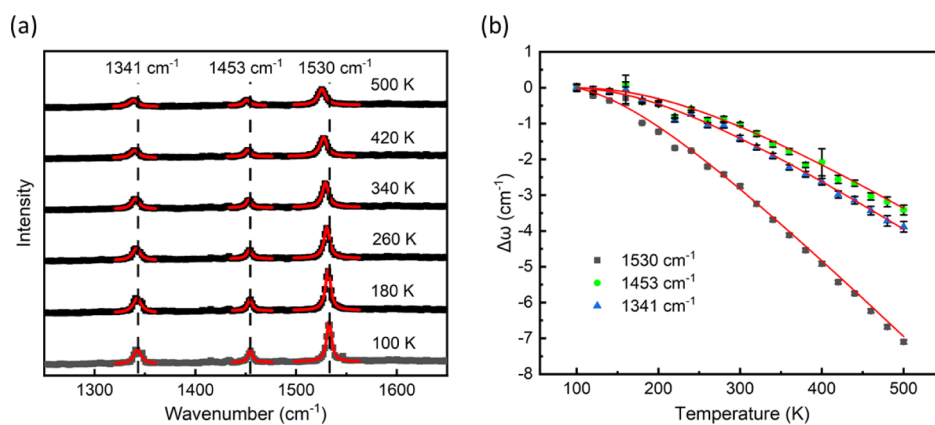 (a)
1341 cm⁻¹ 1453 cm⁻¹ 1530 cm⁻¹
500 K
420 K
340 K
260 K
180 K
100 K
Intensity
1300 1400 1500 1600
Wavenumber (cm⁻¹)
(b)
0
-1
-2
-3
-4
-5
-6
-7
-8
Δω (cm⁻¹)
1530 cm⁻¹
1453 cm⁻¹
1341 cm⁻¹
100 200 300 400 500
Temperature (K)